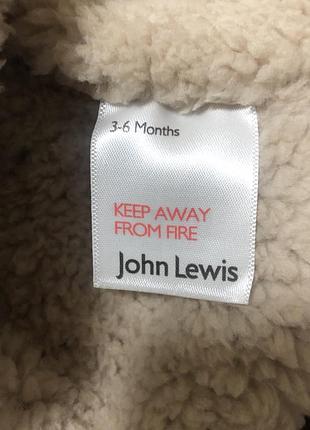 3-6 Months
KEEP AWAY
FROM FIRE
John Lewis